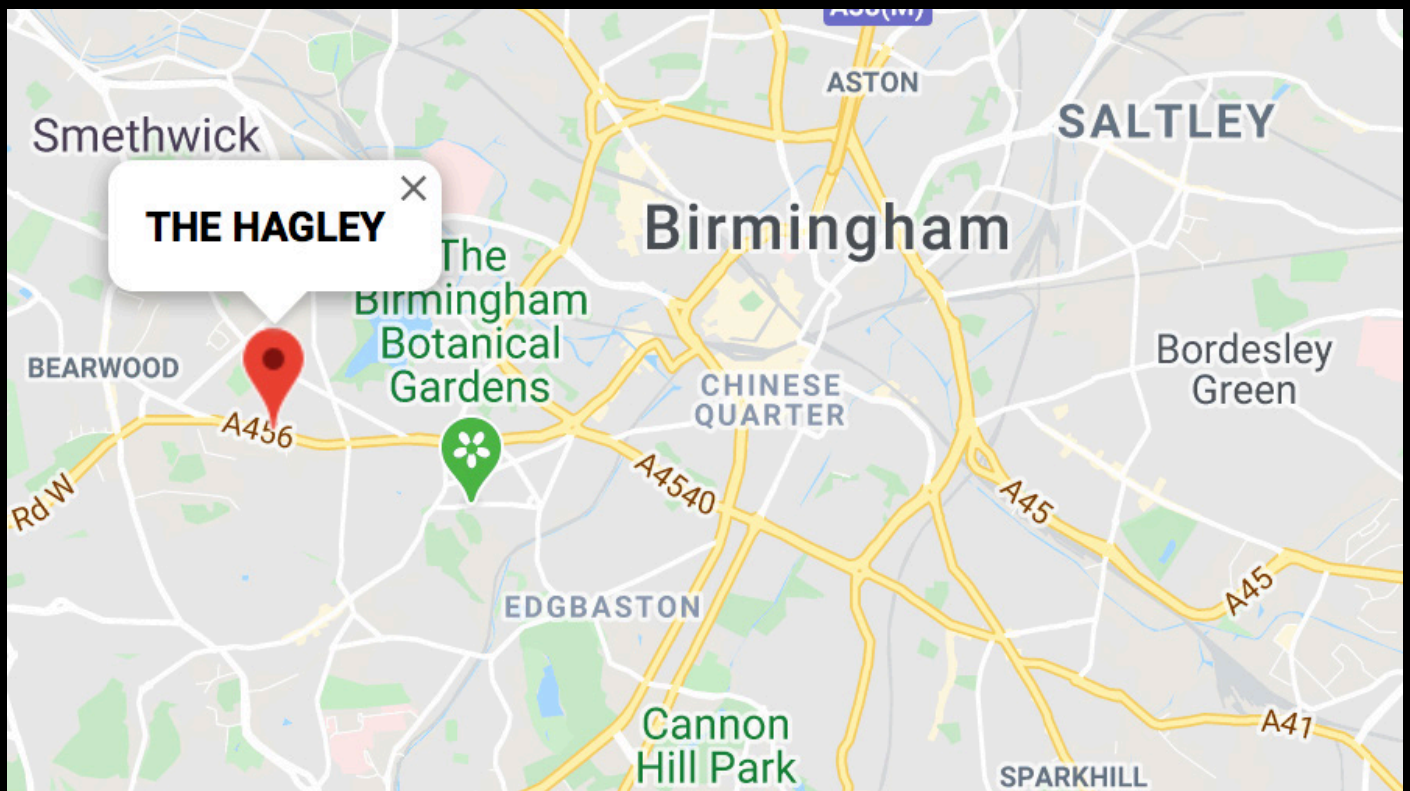 A38(M)
ASTON
SALTLEY
Smethwick
THE HAGLEY
Birmingham
The
Birmingham
Botanical
Gardens
BEARWOOD
Bordesley
Green
CHINESE
QUARTER
A456
Rd W
A4540
A45
A45
EDGBASTON
Cannon
Hill Park
A41
SPARKHILL